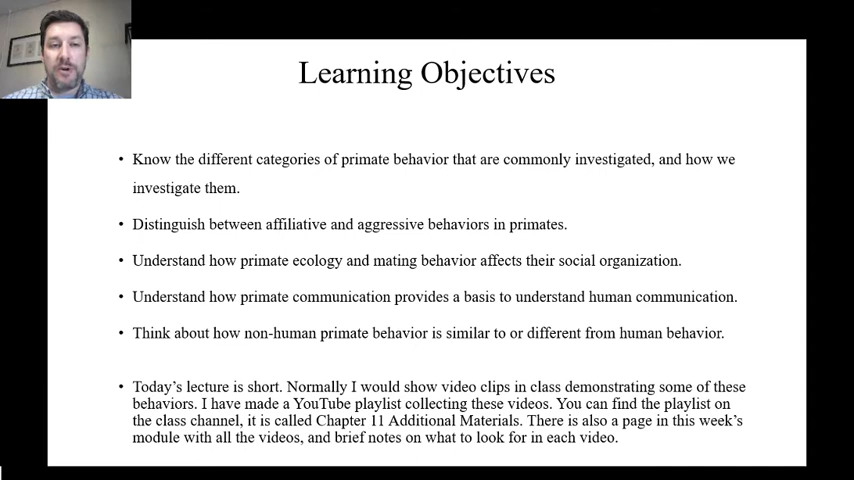 Learning Objectives
• Know the different categories of primate behavior that are commonly investigated, and how we
investigate them.
• Distinguish between affiliative and aggressive behaviors in primates.
• Understand how primate ecology and mating behavior affects their social organization.
• Understand how primate communication provides a basis to understand human communication.
• Think about how non-human primate behavior is similar to or different from human behavior.
• Today’s lecture is short. Normally I would show video clips in class demonstrating some of these
behaviors. I have made a YouTube playlist collecting these videos. You can find the playlist on
the class channel, it is called Chapter 11 Additional Materials. There is also a page in this week’s
module with all the videos, and brief notes on what to look for in each video.